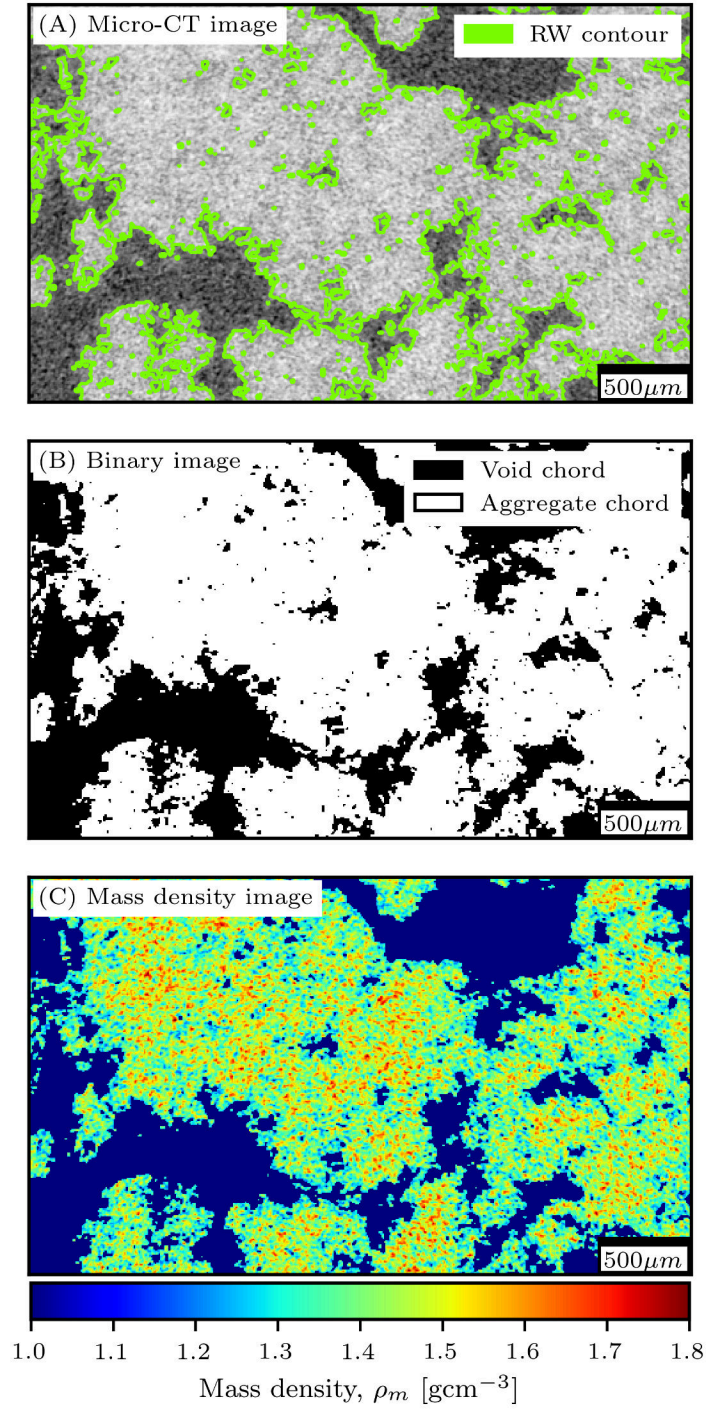 (A) Micro-CT image
RW contour
500μm
(B) Binary image
Void chord
Aggregate chord
500μm
(C) Mass density image
500μm
1.0 1.1 1.2 1.3 1.4 1.5 1.6 1.7 1.8
Mass density, ρₘ [gcm⁻³]